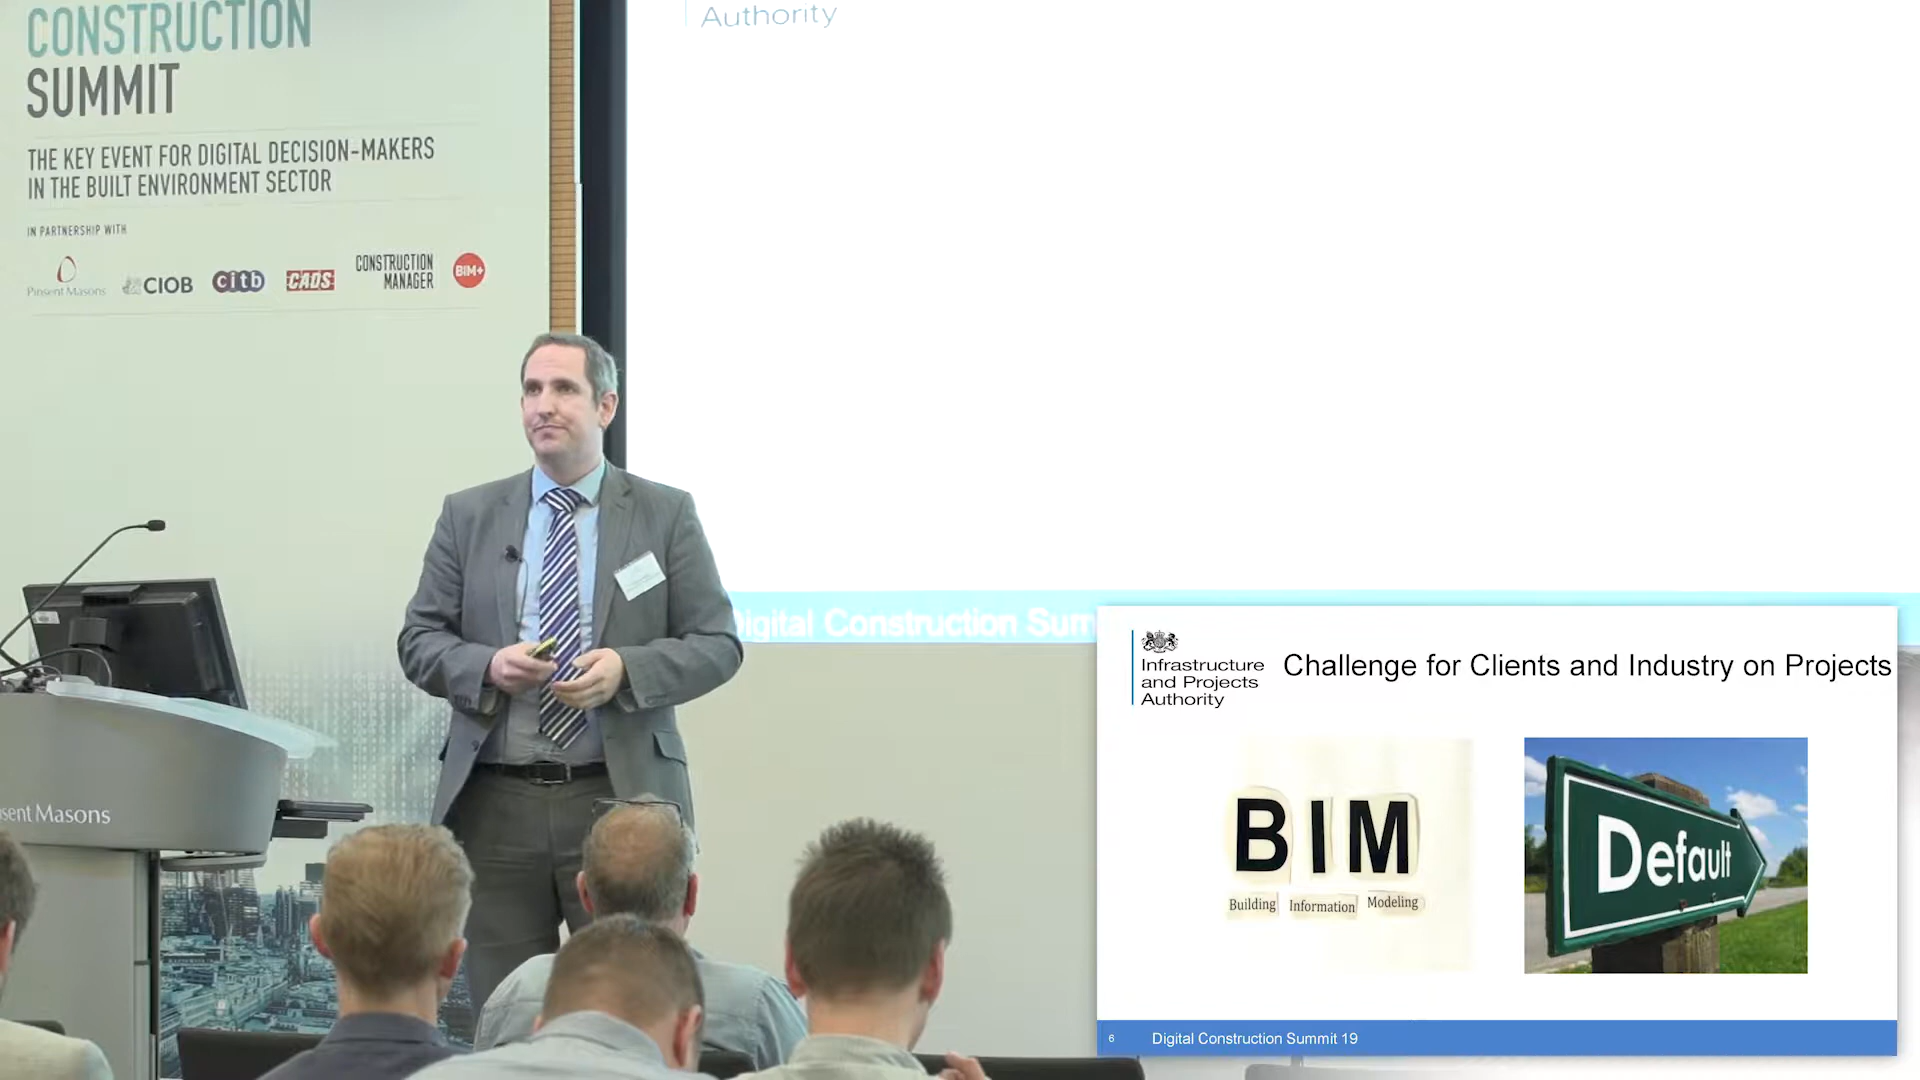 CONSTRUCTION
SUMMIT
THE KEY EVENT FOR DIGITAL DECISION-MAKERS
IN THE BUILT ENVIRONMENT SECTOR
IN PARTNERSHIP WITH
Pinsent Masons
CIOB
citb
CADS
CONSTRUCTION
MANAGER
BIM+
Authority
Digital Construction Sum
sent Masons
Infrastructure
and Projects
Authority
Challenge for Clients and Industry on Projects
BIM
Building Information Modeling
Default
6 Digital Construction Summit 19